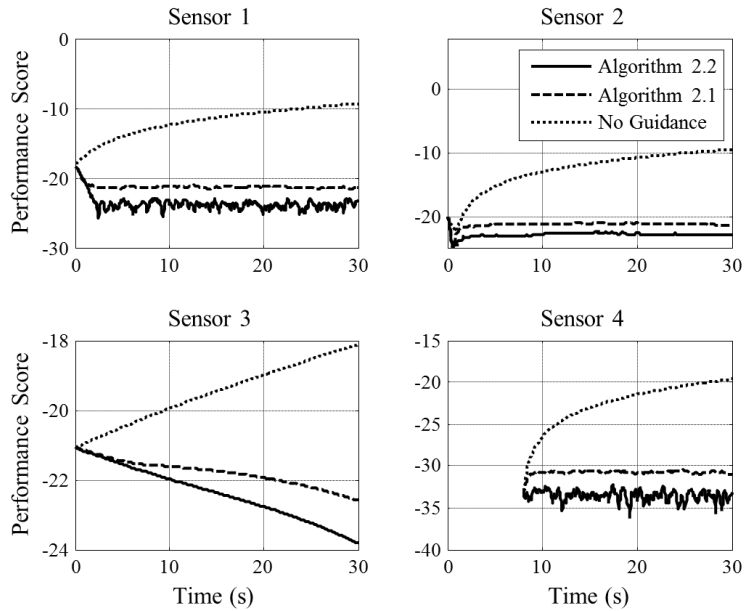 Sensor 1
Performance Score
0
-10
-20
-30
0 10 20 30
Sensor 2
0
-10
-20
0 10 20 30
Algorithm 2.2
Algorithm 2.1
No Guidance
Sensor 3
Performance Score
-18
-20
-22
-24
0 10 20 30
Time (s)
Sensor 4
-15
-20
-25
-30
-35
-40
0 10 20 30
Time (s)